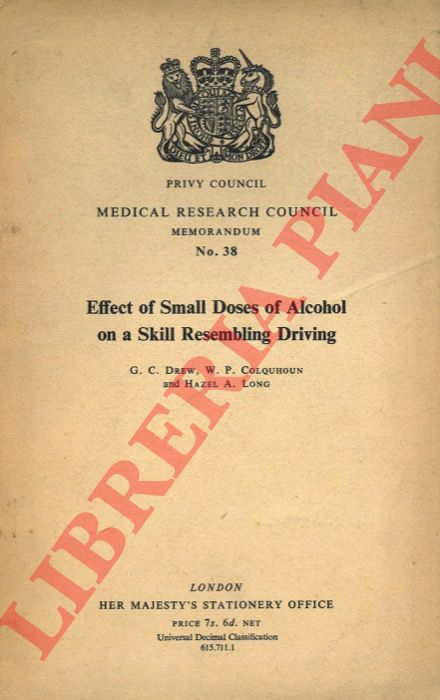 DIEU ET MON DROIT
PRIVY COUNCIL
MEDICAL RESEARCH COUNCIL
MEMORANDUM
No. 38
Effect of Small Doses of Alcohol
on a Skill Resembling Driving
G. C. DREW, W. P. COLQUHOUN
and HAZEL A. LONG
LONDON
HER MAJESTY'S STATIONERY OFFICE
PRICE 7s. 6d. NET
Universal Decimal Classification
615.711.1
LIBRERIA PIANI